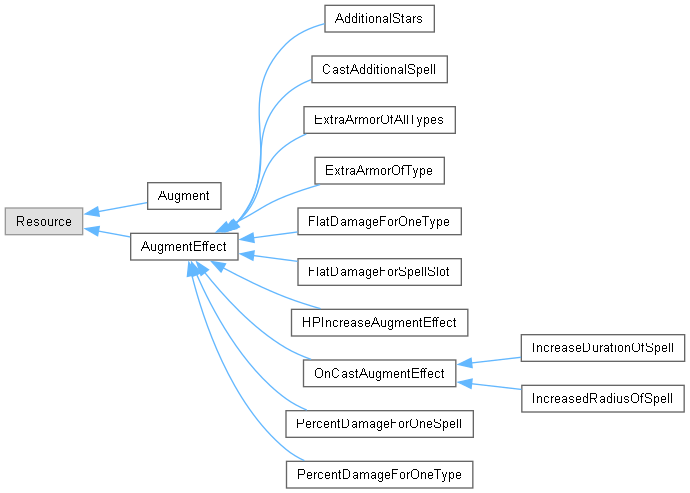 AdditionalStars
CastAdditionalSpell
ExtraArmorOfAllTypes
ExtraArmorOfType
Augment
Resource
FlatDamageForOneType
AugmentEffect
FlatDamageForSpellSlot
HPIncreaseAugmentEffect
IncreaseDurationOfSpell
OnCastAugmentEffect
IncreasedRadiusOfSpell
PercentDamageForOneSpell
PercentDamageForOneType